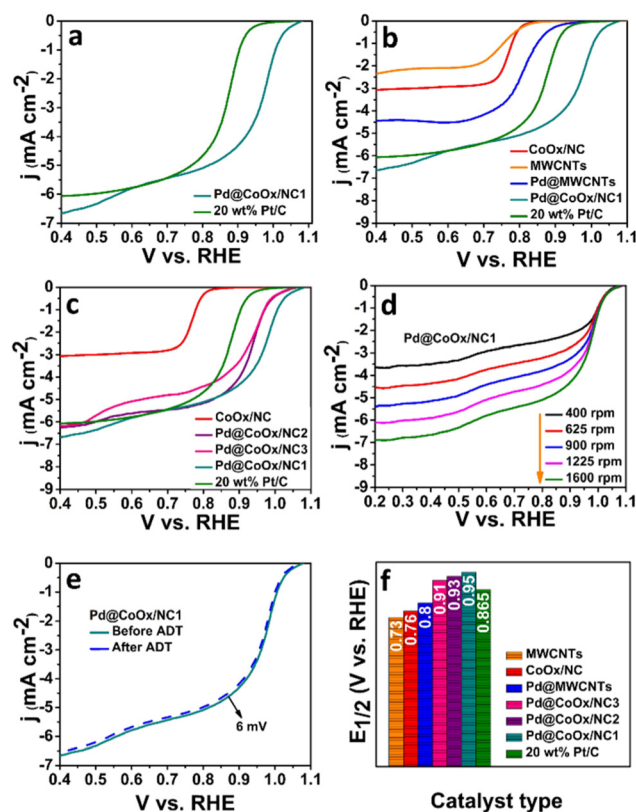 a
j (mA cm-2)
0
-1
-2
-3
-4
-5
-6
-7
-8
-9
Pd@CoOx/NC1
20 wt% Pt/C
0.4 0.5 0.6 0.7 0.8 0.9 1.0 1.1
V vs. RHE
b
j (mA cm-2)
0
-1
-2
-3
-4
-5
-6
-7
-8
-9
CoOx/NC
MWCNTs
Pd@MWCNTs
Pd@CoOx/NC1
20 wt% Pt/C
0.4 0.5 0.6 0.7 0.8 0.9 1.0 1.1
V vs. RHE
c
j (mA cm-2)
0
-1
-2
-3
-4
-5
-6
-7
-8
-9
CoOx/NC
Pd@CoOx/NC2
Pd@CoOx/NC3
Pd@CoOx/NC1
20 wt% Pt/C
0.4 0.5 0.6 0.7 0.8 0.9 1.0 1.1
V vs. RHE
d
j (mA cm-2)
0
-1
-2
-3
-4
-5
-6
-7
-8
-9
Pd@CoOx/NC1
400 rpm
625 rpm
900 rpm
1225 rpm
1600 rpm
0.2 0.3 0.4 0.5 0.6 0.7 0.8 0.9 1.0 1.1
V vs. RHE
e
j (mA cm-2)
0
-1
-2
-3
-4
-5
-6
-7
Pd@CoOx/NC1
Before ADT
After ADT
6 mV
0.4 0.5 0.6 0.7 0.8 0.9 1.0 1.1
V vs. RHE
f
E1/2 (V vs. RHE)
0.73
0.76
0.8
0.91
0.93
0.95
0.865
MWCNTs
CoOx/NC
Pd@MWCNTs
Pd@CoOx/NC3
Pd@CoOx/NC2
Pd@CoOx/NC1
20 wt% Pt/C
Catalyst type